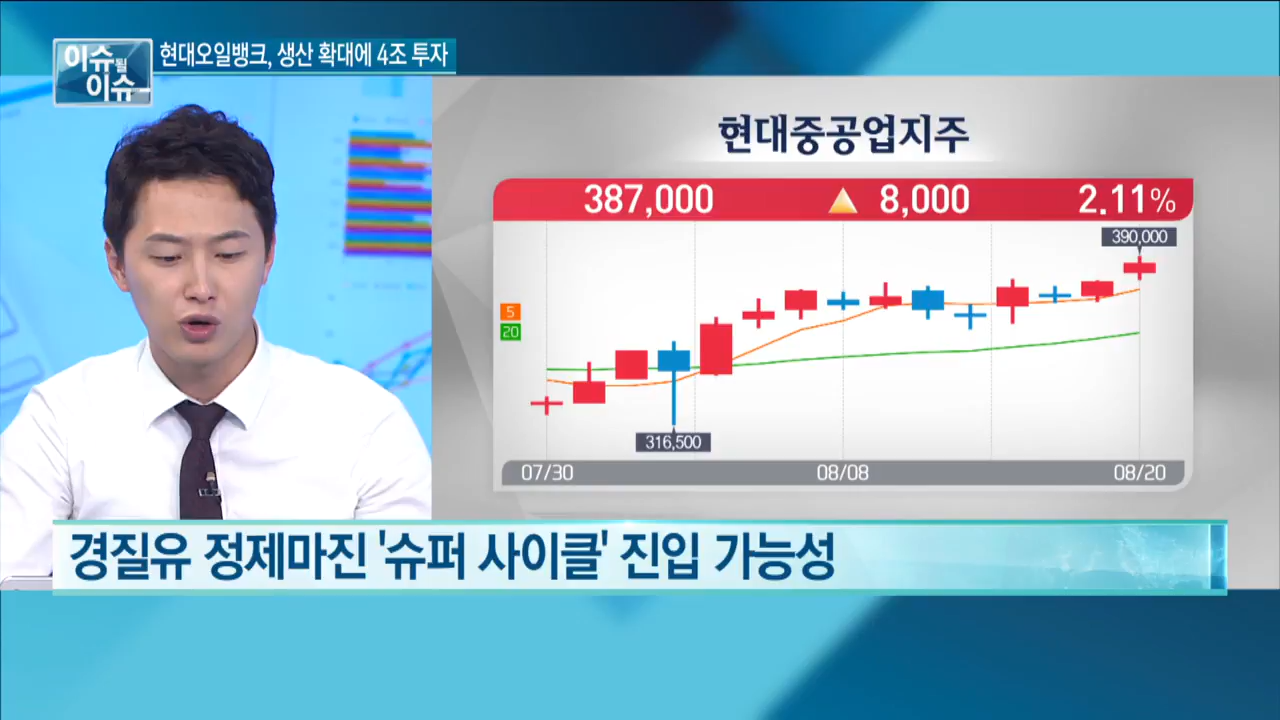 이슈될
이슈
현대오일뱅크, 생산 확대에 4조 투자
현대중공업지주
387,000 ▲ 8,000 2.11%
390,000
5
20
316,500
07/30 08/08 08/20
경질유 정제마진 '슈퍼 사이클' 진입 가능성